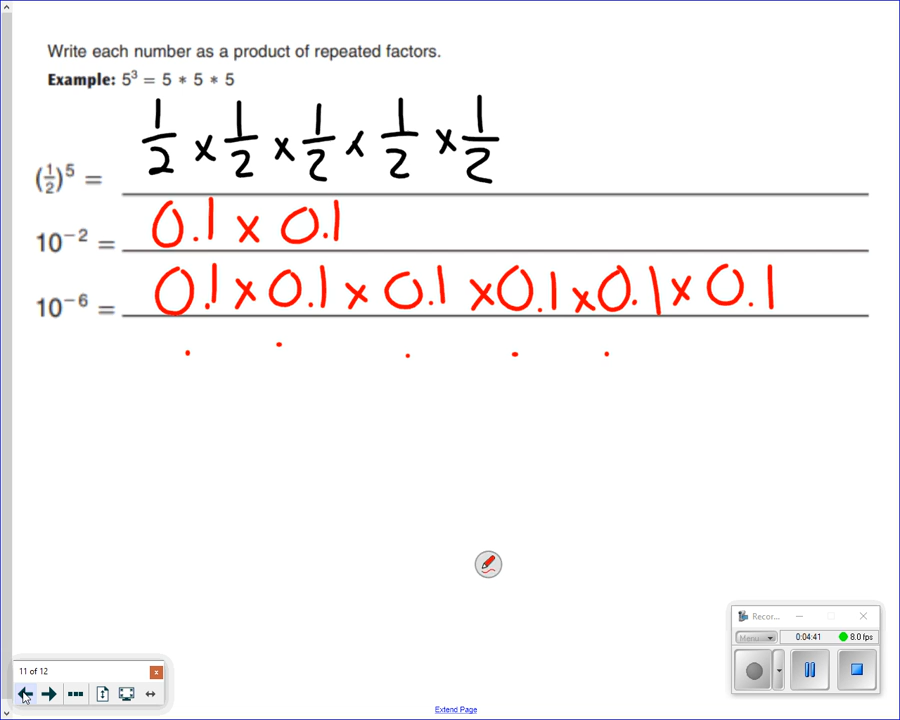 Write each number as a product of repeated factors.
Example: 5³ = 5 * 5 * 5
(1/2)⁵ = 1/2 x 1/2 x 1/2 x 1/2 x 1/2
10⁻² = 0.1 x 0.1
10⁻⁶ = 0.1 x 0.1 x 0.1 x 0.1 x 0.1 x 0.1
Recor...
Menu 0:04:41 8.0 fps
11 of 12
Extend Page